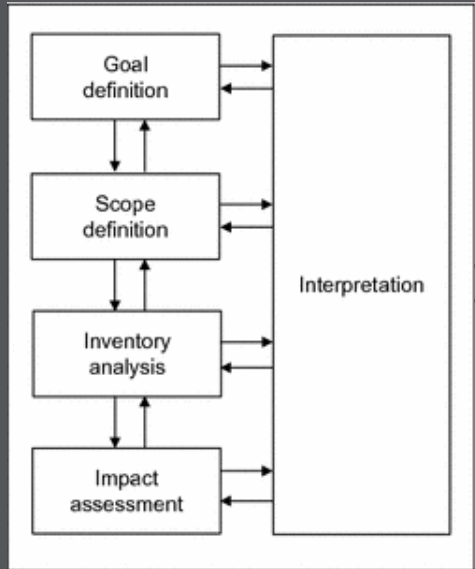 Goal
definition
Scope
definition
Interpretation
Inventory
analysis
Impact
assessment